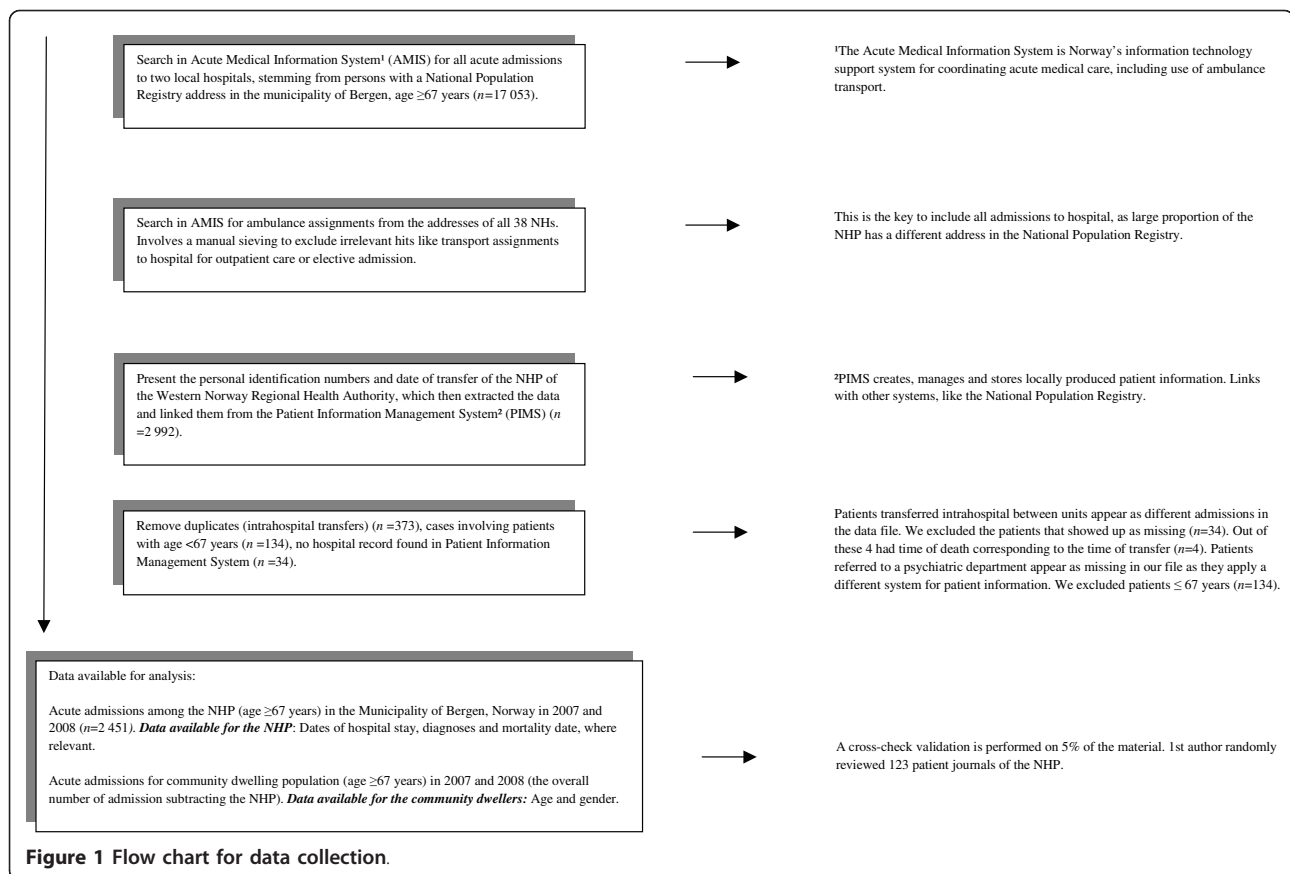 Search in Acute Medical Information System¹ (AMIS) for all acute admissions
to two local hospitals, stemming from persons with a National Population
Registry address in the municipality of Bergen, age ≥67 years (n=17 053).
¹The Acute Medical Information System is Norway's information technology
support system for coordinating acute medical care, including use of ambulance
transport.
Search in AMIS for ambulance assignments from the addresses of all 38 NHs.
Involves a manual sieving to exclude irrelevant hits like transport assignments
to hospital for outpatient care or elective admission.
This is the key to include all admissions to hospital, as large proportion of the
NHP has a different address in the National Population Registry.
Present the personal identification numbers and date of transfer of the NHP of
the Western Norway Regional Health Authority, which then extracted the data
and linked them from the Patient Information Management System² (PIMS) (n
=2 992).
²PIMS creates, manages and stores locally produced patient information. Links
with other systems, like the National Population Registry.
Remove duplicates (intrahospital transfers) (n =373), cases involving patients
with age <67 years (n =134), no hospital record found in Patient Information
Management System (n =34).
Patients transferred intrahospital between units appear as different admissions in
the data file. We excluded the patients that showed up as missing (n=34). Out of
these 4 had time of death corresponding to the time of transfer (n=4). Patients
referred to a psychiatric department appear as missing in our file as they apply a
different system for patient information. We excluded patients ≤ 67 years (n=134).
Data available for analysis:
Acute admissions among the NHP (age ≥67 years) in the Municipality of Bergen, Norway in 2007 and
2008 (n=2 451). Data available for the NHP: Dates of hospital stay, diagnoses and mortality date, where
relevant.
Acute admissions for community dwelling population (age ≥67 years) in 2007 and 2008 (the overall
number of admission subtracting the NHP). Data available for the community dwellers: Age and gender.
A cross-check validation is performed on 5% of the material. 1st author randomly
reviewed 123 patient journals of the NHP.
Figure 1 Flow chart for data collection.